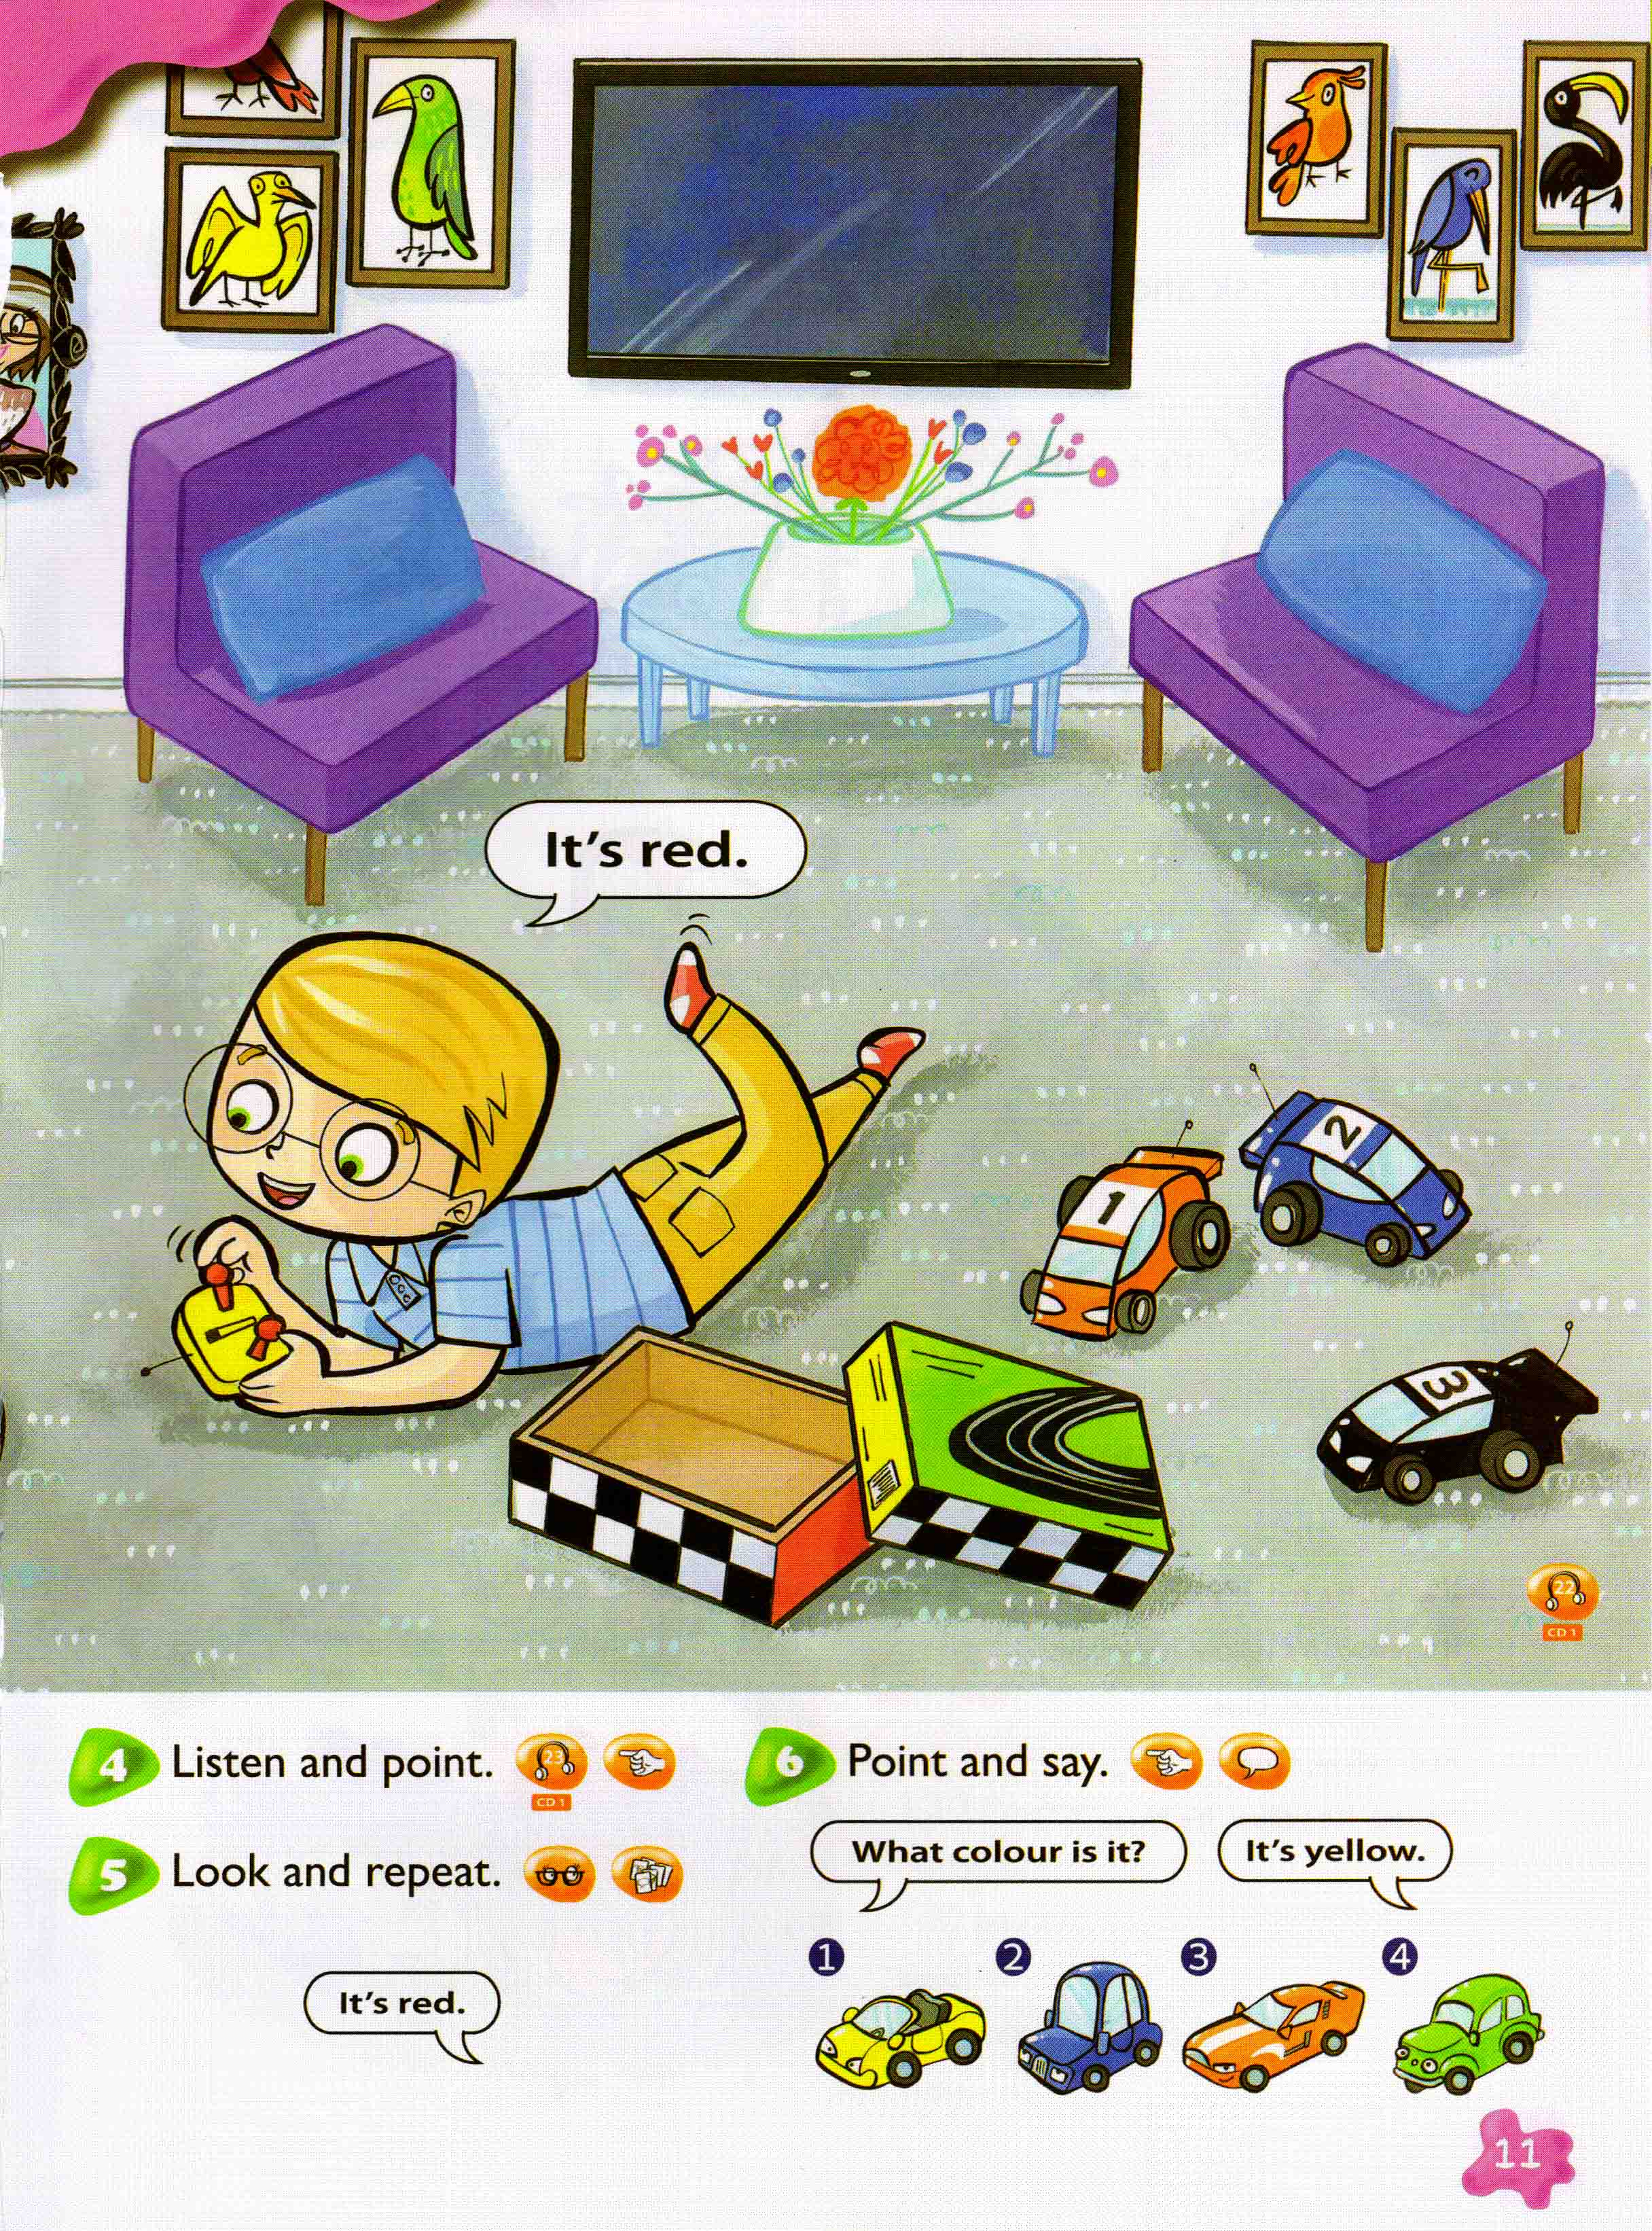 It's red.
1
2
3
22
CD 1
4 Listen and point.
23
CD 1
5 Look and repeat.
It's red.
6 Point and say.
What colour is it?
It's yellow.
1 2 3 4
11